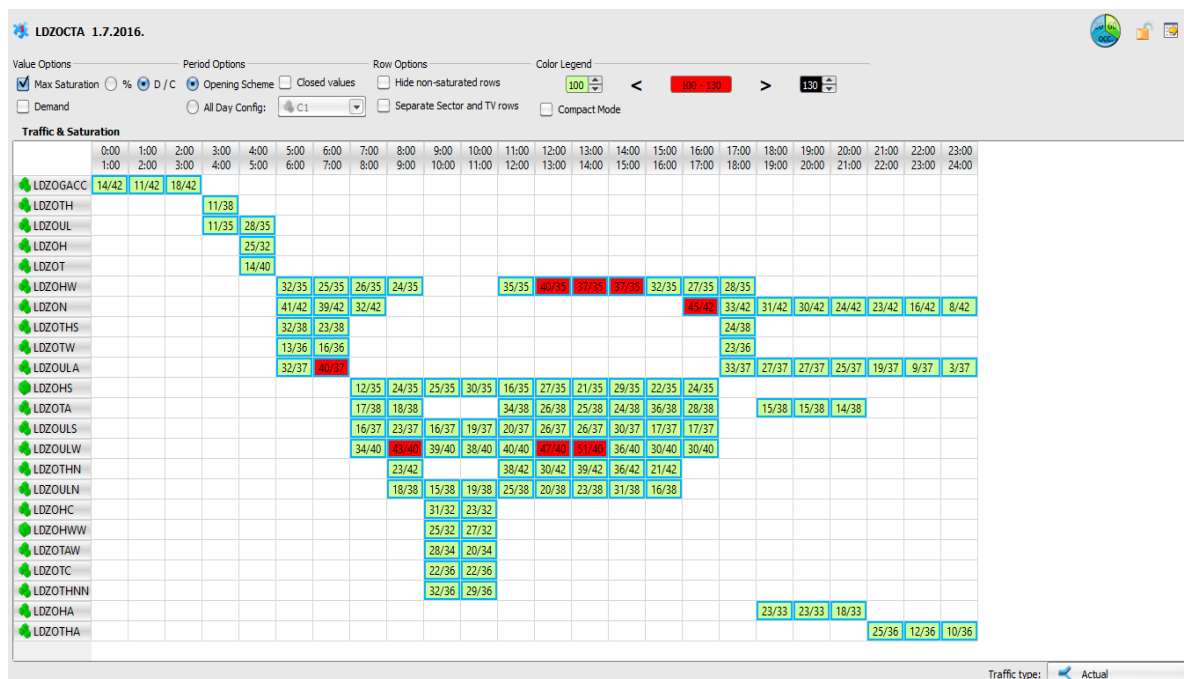 LDZOCTA 1.7.2016.
Value Options Period Options Row Options Color Legend
Max Saturation % D / C Opening Scheme Closed values Hide non-saturated rows 100 < 100 - 130 > 130
Demand All Day Config: C1 Separate Sector and TV rows Compact Mode
Traffic & Saturation
0:00 1:00 2:00 3:00 4:00 5:00 6:00 7:00 8:00 9:00 10:00 11:00 12:00 13:00 14:00 15:00 16:00 17:00 18:00 19:00 20:00 21:00 22:00 23:00
1:00 2:00 3:00 4:00 5:00 6:00 7:00 8:00 9:00 10:00 11:00 12:00 13:00 14:00 15:00 16:00 17:00 18:00 19:00 20:00 21:00 22:00 23:00 24:00
LDZOGACC 14/42 11/42 18/42
LDZOTH 11/38
LDZOUL 11/35 28/35
LDZOH 25/32
LDZOT 14/40
LDZOHW 32/35 25/35 26/35 24/35 35/35 40/35 37/35 37/35 32/35 27/35 28/35
LDZON 41/42 39/42 32/42 45/42 33/42 31/42 30/42 24/42 23/42 16/42 8/42
LDZOTHS 32/38 23/38 24/38
LDZOTW 13/36 16/36 23/36
LDZOULA 32/37 40/37 33/37 27/37 27/37 25/37 19/37 9/37 3/37
LDZOHS 12/35 24/35 25/35 30/35 16/35 27/35 21/35 29/35 22/35 24/35
LDZOTA 17/38 18/38 34/38 26/38 25/38 24/38 36/38 28/38 15/38 15/38 14/38
LDZOULS 16/37 23/37 16/37 19/37 20/37 26/37 26/37 30/37 17/37 17/37
LDZOULW 34/40 43/40 39/40 38/40 40/40 47/40 51/40 36/40 30/40 30/40
LDZOTHN 23/42 38/42 30/42 39/42 36/42 21/42
LDZOULN 18/38 15/38 19/38 25/38 20/38 23/38 31/38 16/38
LDZOHC 31/32 23/32
LDZOHWW 25/32 27/32
LDZOTAW 28/34 20/34
LDZOTC 22/36 22/36
LDZOTHNN 32/36 29/36
LDZOHA 23/33 23/33 18/33
LDZOTHA 25/36 12/36 10/36
Traffic type: Actual